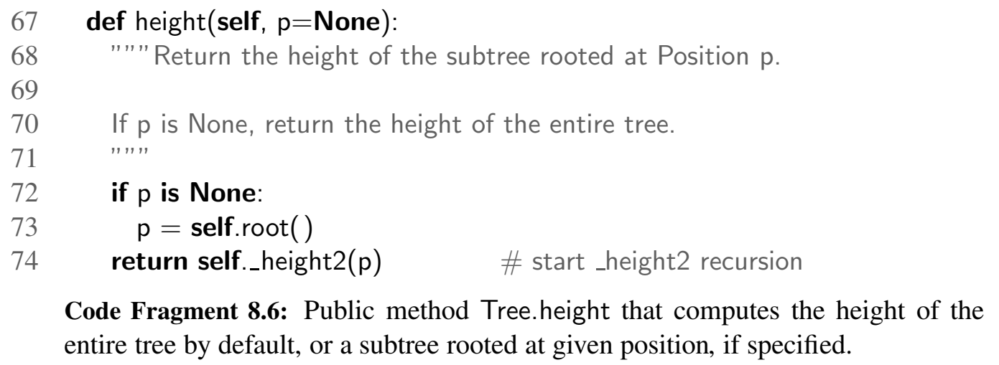 67 def height(self, p=None):
68 """Return the height of the subtree rooted at Position p.
69
70 If p is None, return the height of the entire tree.
71 """
72 if p is None:
73 p = self.root( )
74 return self._height2(p) # start _height2 recursion
Code Fragment 8.6: Public method Tree.height that computes the height of the
entire tree by default, or a subtree rooted at given position, if specified.